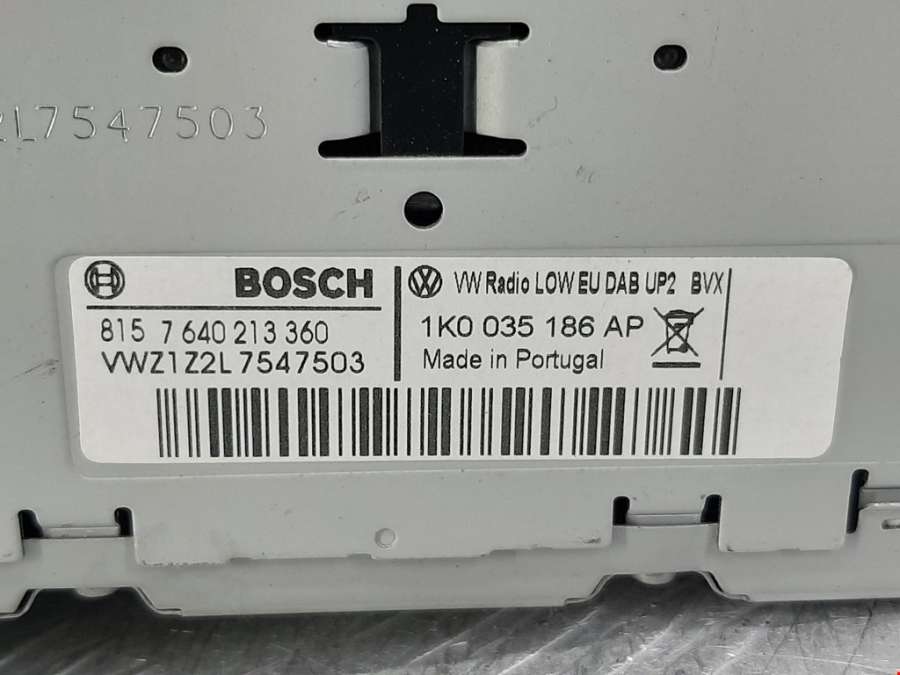 2L7547503
BOSCH
815 7 640 213 360
VWZ1Z2L7547503
VW Radio LOW EU DAB UP2 BVX
1K0 035 186 AP
Made in Portugal